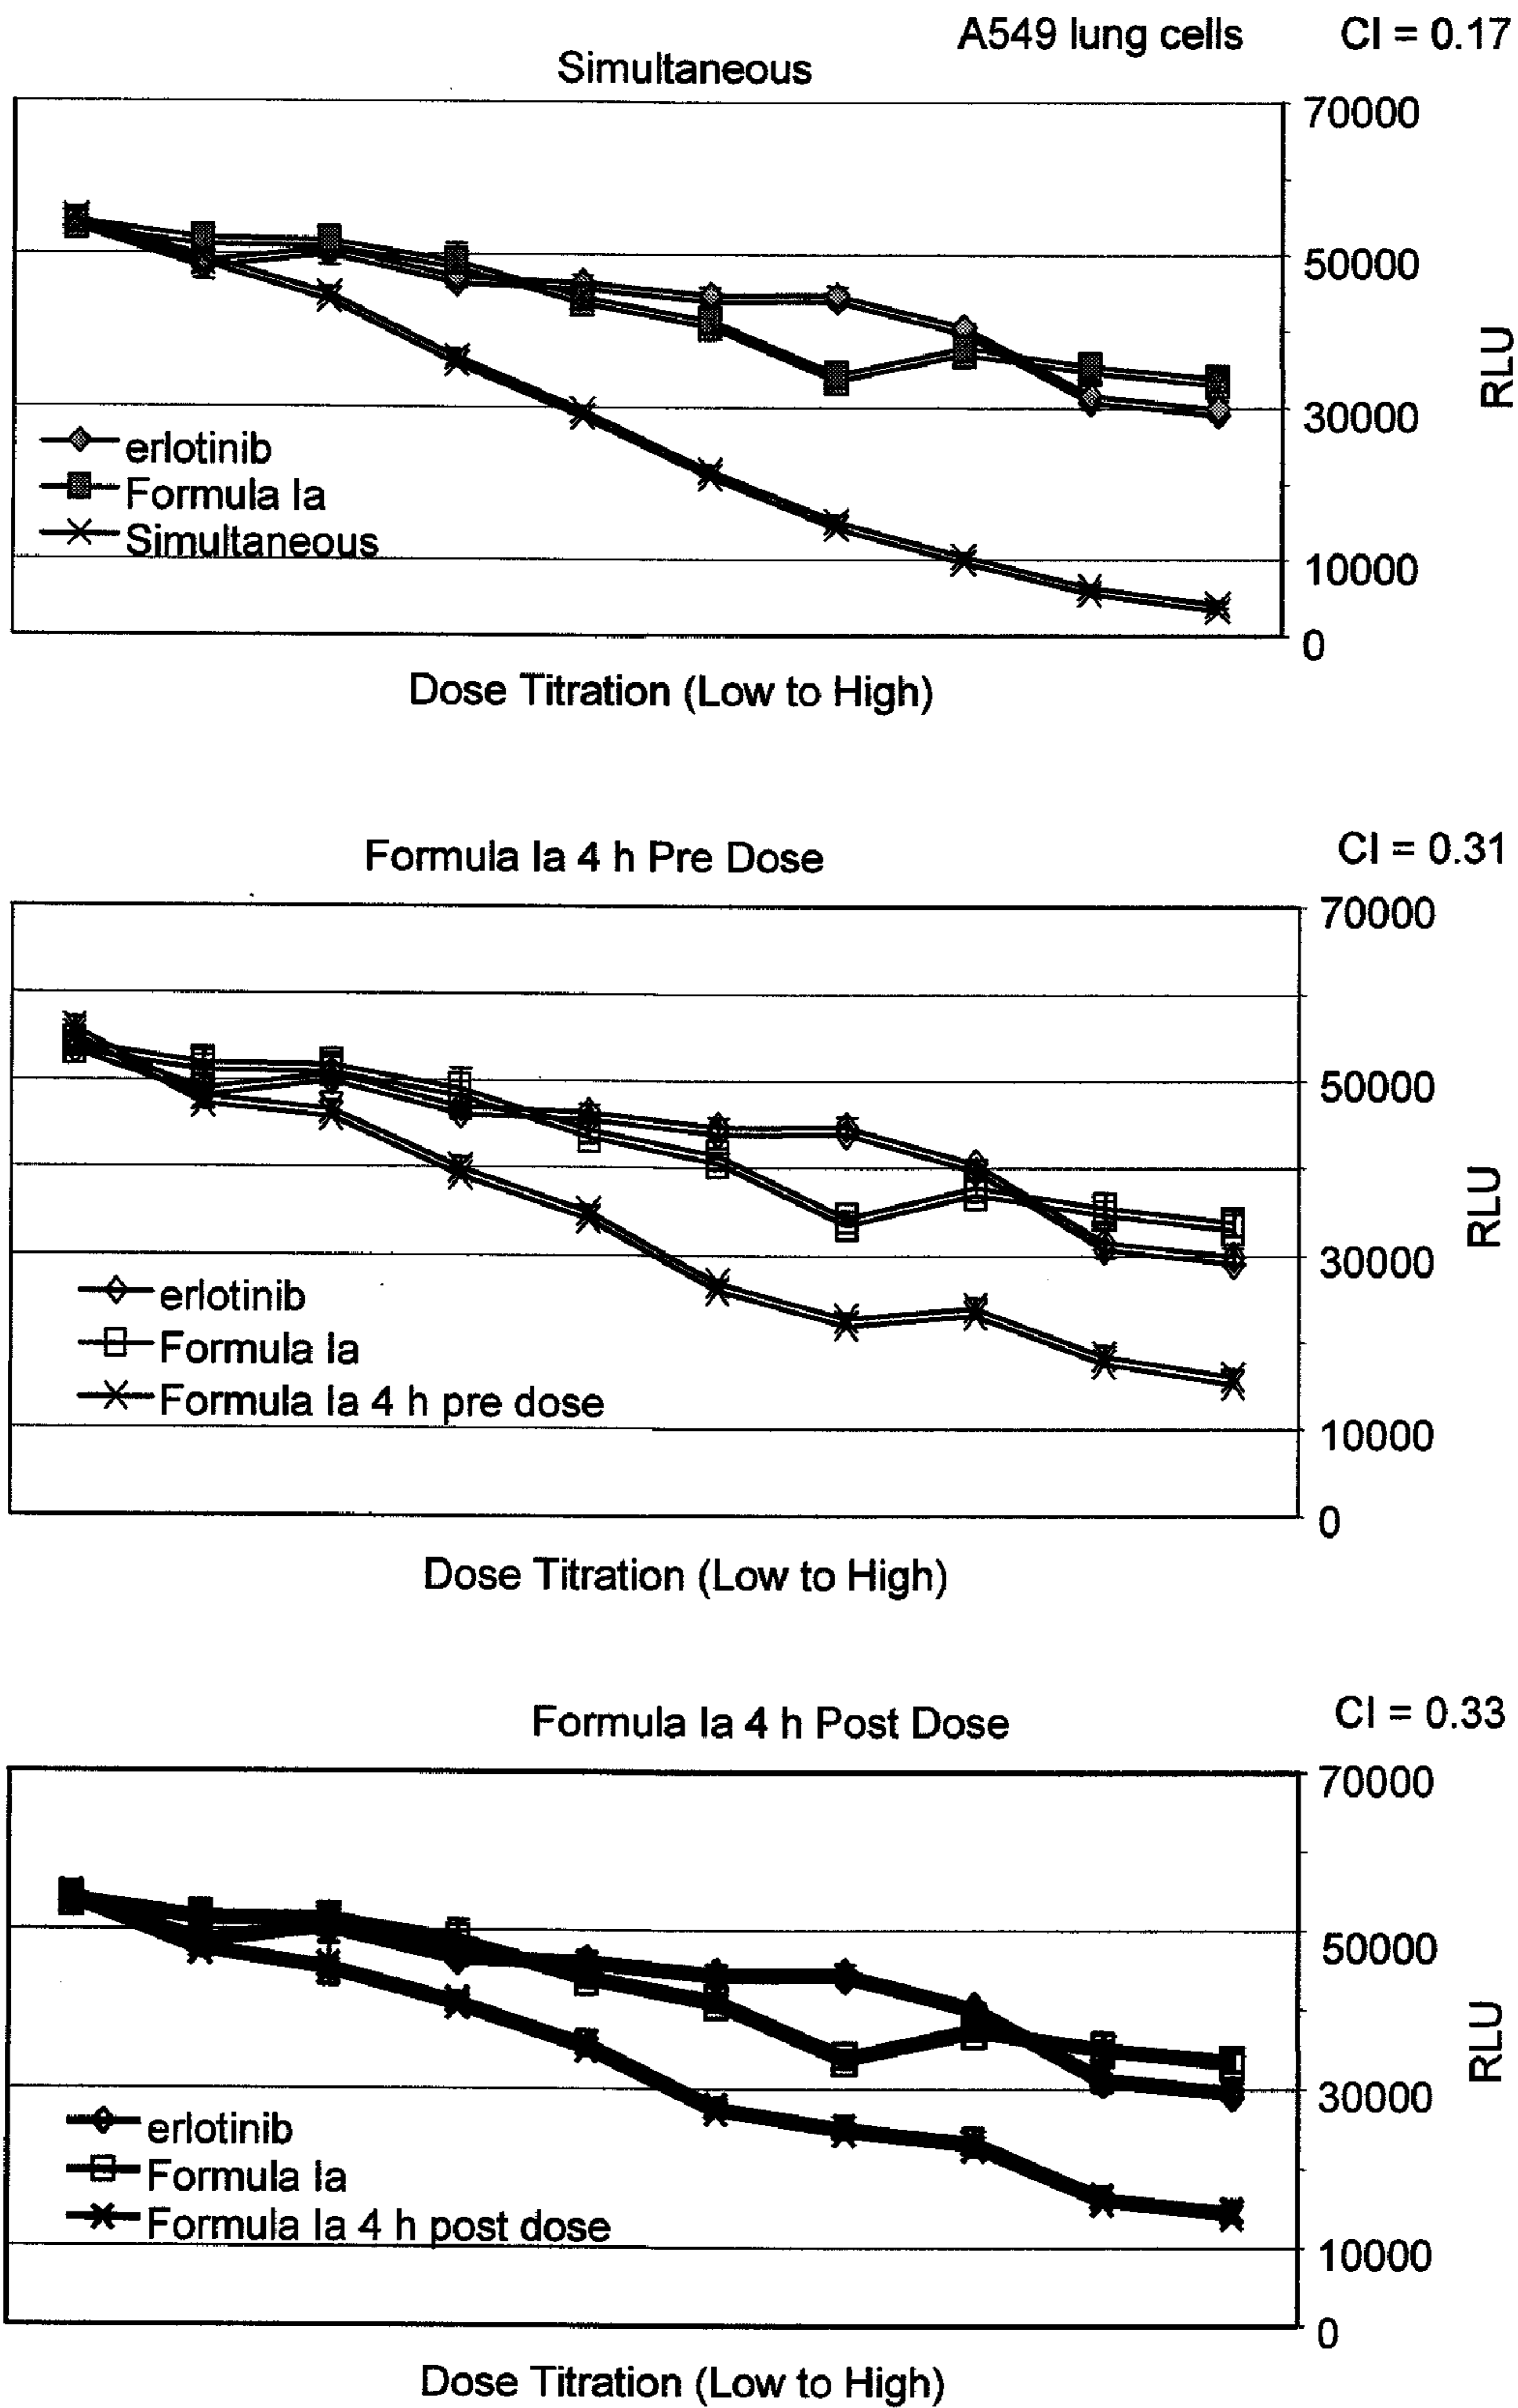 A549 lung cells
CI = 0.17
Simultaneous
70000
50000
30000
10000
0
RLU
erlotinib
Formula Ia
Simultaneous
Dose Titration (Low to High)
Formula Ia 4 h Pre Dose
CI = 0.31
70000
50000
30000
10000
0
RLU
erlotinib
Formula Ia
Formula Ia 4 h pre dose
Dose Titration (Low to High)
Formula Ia 4 h Post Dose
CI = 0.33
70000
50000
30000
10000
0
RLU
erlotinib
Formula Ia
Formula Ia 4 h post dose
Dose Titration (Low to High)